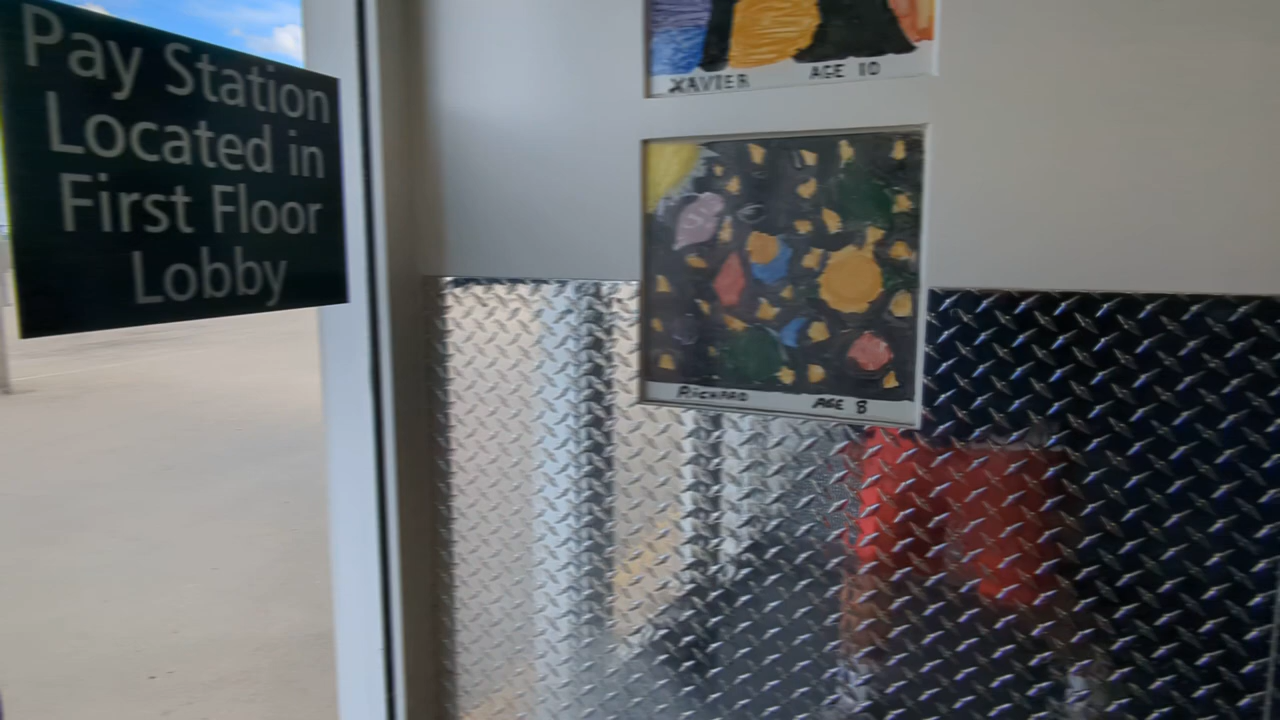 Pay Station
Located in
First Floor
Lobby
XAVIER AGE 10
RICHARD AGE 8